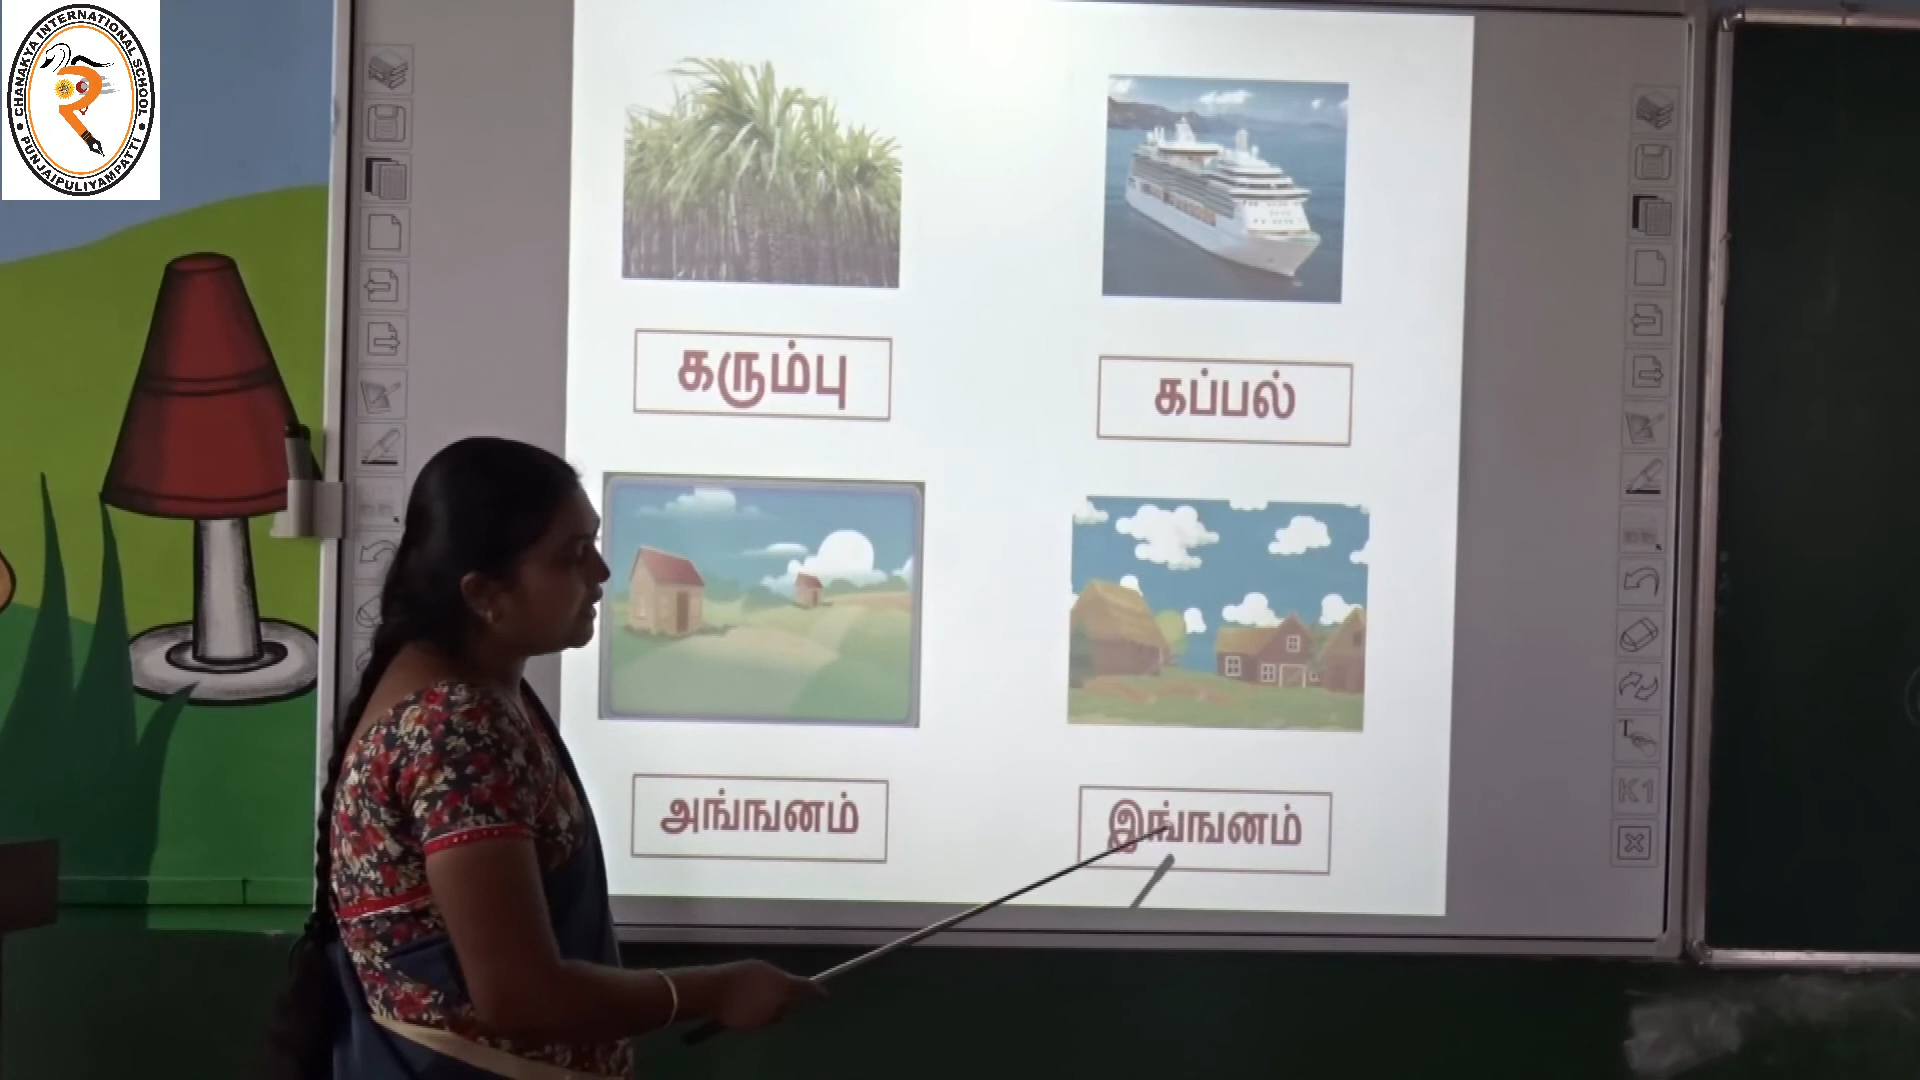 CHANAKYA INTERNATIONAL SCHOOL
PUNJAIPULIYAMPATTI
கரும்பு
கப்பல்
அங்ஙனம்
இங்ஙனம்
T
K1